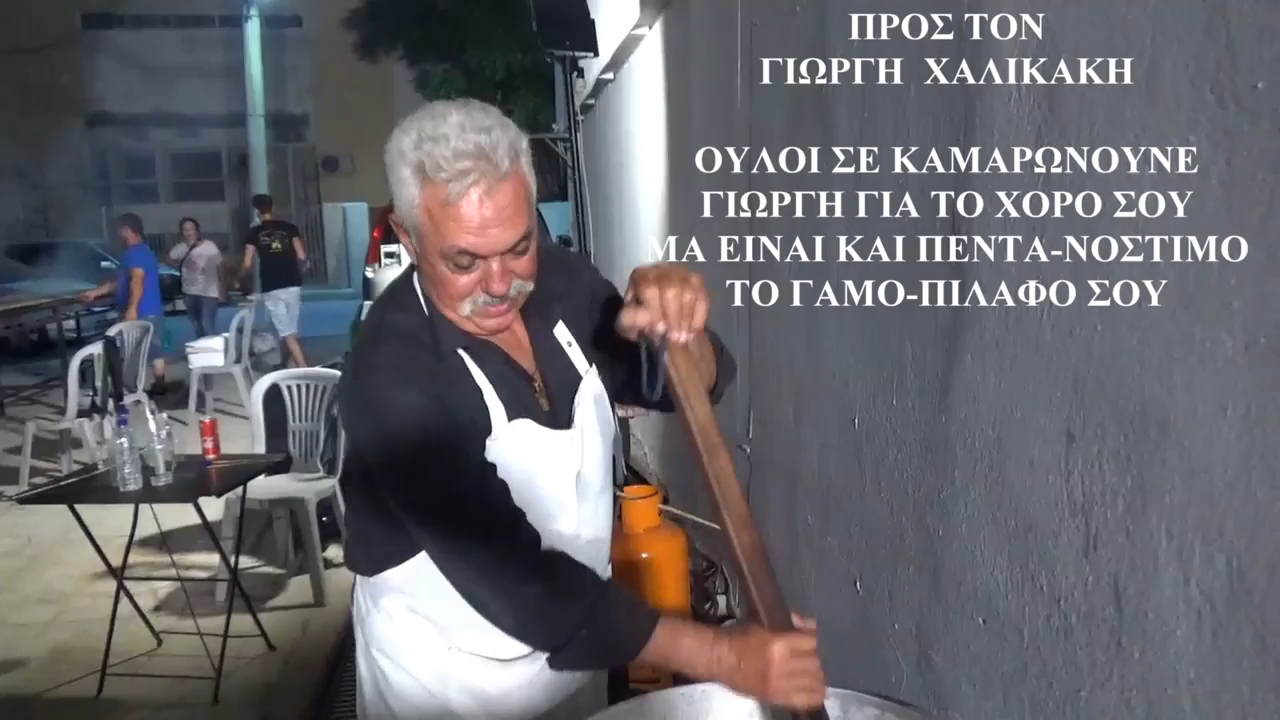 ΠΡΟΣ ΤΟΝ
ΓΙΩΡΓΗ ΧΑΛΙΚΑΚΗ
ΟΥΛΟΙ ΣΕ ΚΑΜΑΡΩΝΟΥΝΕ
ΓΙΩΡΓΗ ΓΙΑ ΤΟ ΧΟΡΟ ΣΟΥ
ΜΑ ΕΙΝΑΙ ΚΑΙ ΠΕΝΤΑ-ΝΟΣΤΙΜΟ
ΤΟ ΓΑΜΟ-ΠΙΛΑΦΟ ΣΟΥ